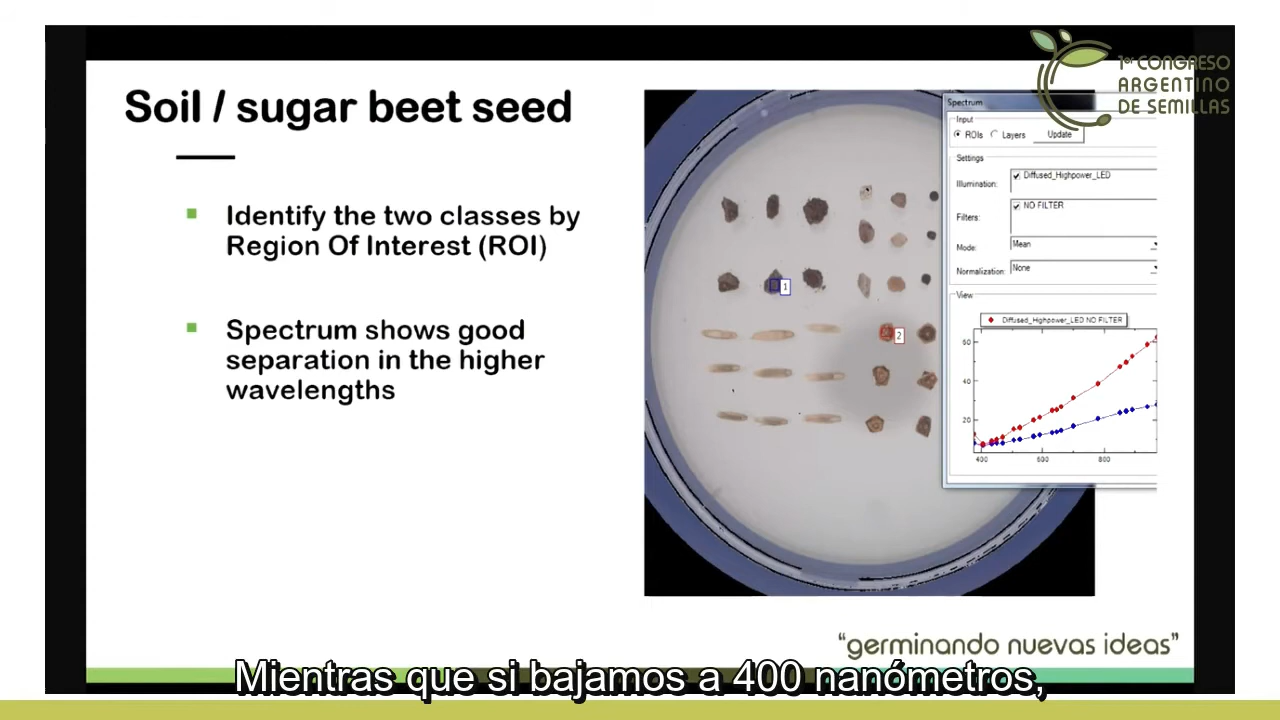 1er CONGRESO
ARGENTINO
DE SEMILLAS
Soil / sugar beet seed
Identify the two classes by
Region Of Interest (ROI)
Spectrum shows good
separation in the higher
wavelengths
1
2
Spectrum
Input
ROIs
Layers
Update
Settings
Illumination:
Diffused_Highpower_LED
Filters:
NO FILTER
Mode:
Mean
Normalization:
None
View
Diffused_Highpower_LED NO FILTER
60
40
20
400
600
800
“germinando nuevas ideas”
Mientras que si bajamos a 400 nanómetros,